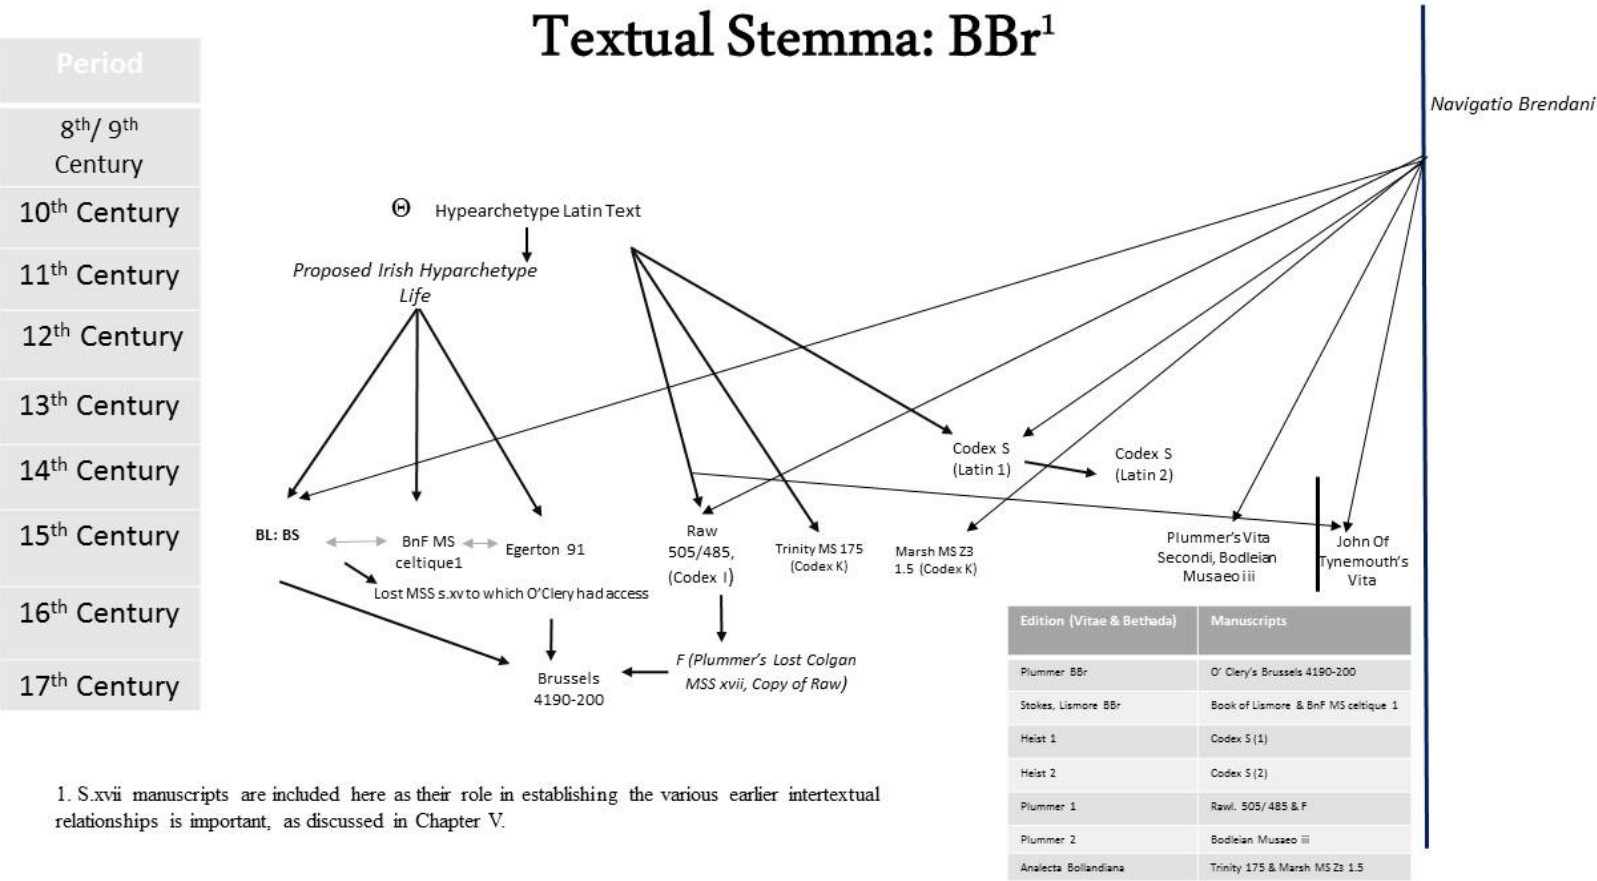 Textual Stemma: BBr¹
Period
8th/ 9th
Century
10th Century
11th Century
12th Century
13th Century
14th Century
15th Century
16th Century
17th Century
Navigatio Brendani
Θ Hypearchetype Latin Text
Proposed Irish Hyparchetype
Life
Codex S
(Latin 1)
Codex S
(Latin 2)
BL: BS
BnF MS
celtique1
Egerton 91
Raw
505/485,
(Codex I)
Trinity MS 175
(Codex K)
Marsh MS Z3
1.5 (Codex K)
Plummer's Vita
Secondi, Bodleian
Musaeo iii
John Of
Tynemouth's
Vita
Lost MSS s.xv to which O'Clery had access
Brussels
4190-200
F (Plummer's Lost Colgan
MSS xvii, Copy of Raw)
Edition (Vitae & Bethada) Manuscripts
Plummer BBr O' Clery's Brussels 4190-200
Stokes, Lismore BBr Book of Lismore & BnF MS celtique 1
Heist 1 Codex S (1)
Heist 2 Codex S (2)
Plummer 1 Rawl. 505/ 485 & F
Plummer 2 Bodleian Musaeo iii
Analecta Bollandiana Trinity 175 & Marsh MS Z3 1.5
1. S.xvii manuscripts are included here as their role in establishing the various earlier intertextual
relationships is important, as discussed in Chapter V.